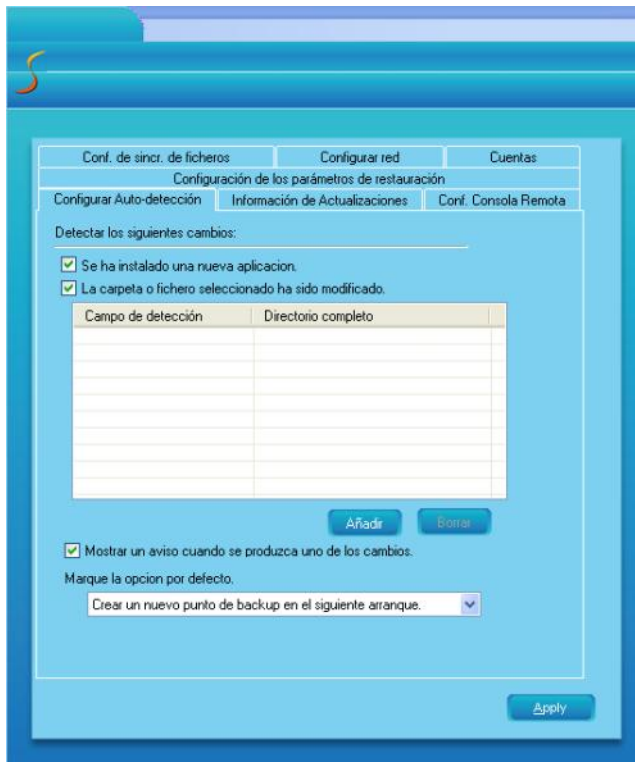 Conf. de sincr. de ficheros
Configurar red
Cuentas
Configuración de los parámetros de restauración
Configurar Auto-detección
Información de Actualizaciones
Conf. Consola Remota
Detectar los siguientes cambios:
Se ha instalado una nueva aplicacion.
La carpeta o fichero seleccionado ha sido modificado.
Campo de detección
Directorio completo
Añadir
Borrar
Mostrar un aviso cuando se produzca uno de los cambios.
Marque la opcion por defecto.
Crear un nuevo punto de backup en el siguiente arranque.
Apply